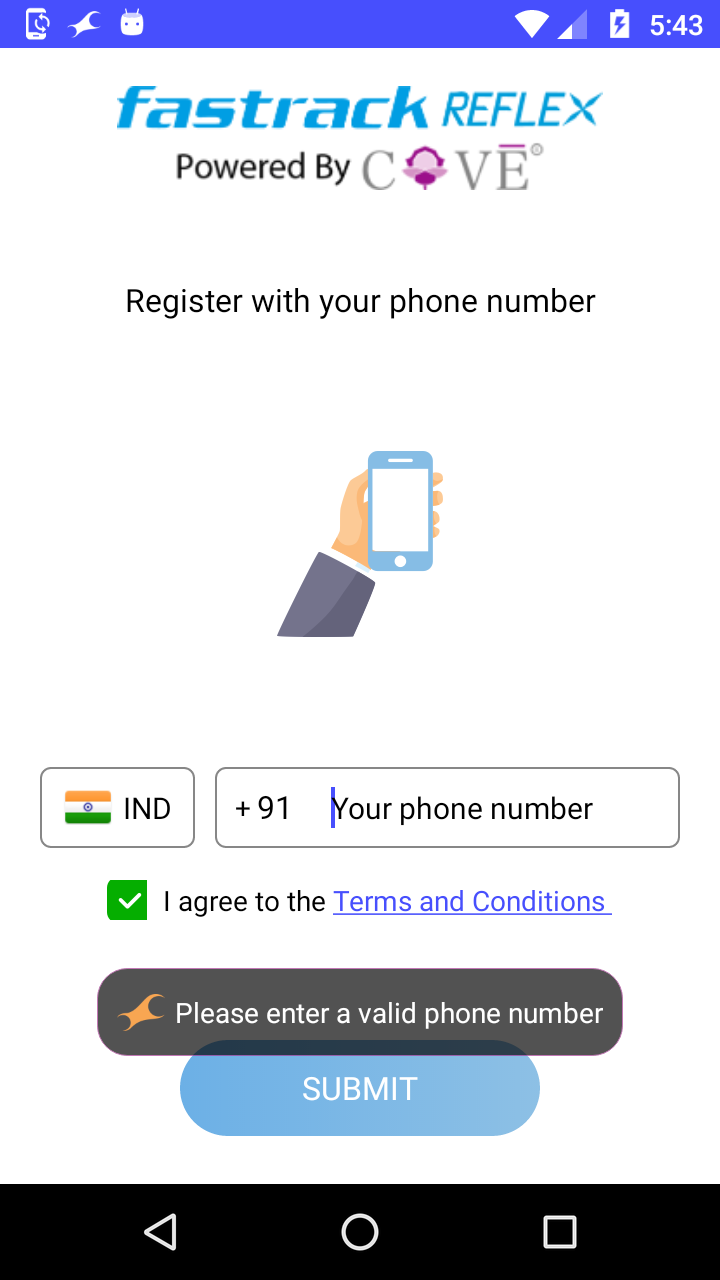 5:43
fastrack REFLEX
Powered By COVE®
Register with your phone number
IND +91 Your phone number
I agree to the Terms and Conditions
Please enter a valid phone number
SUBMIT